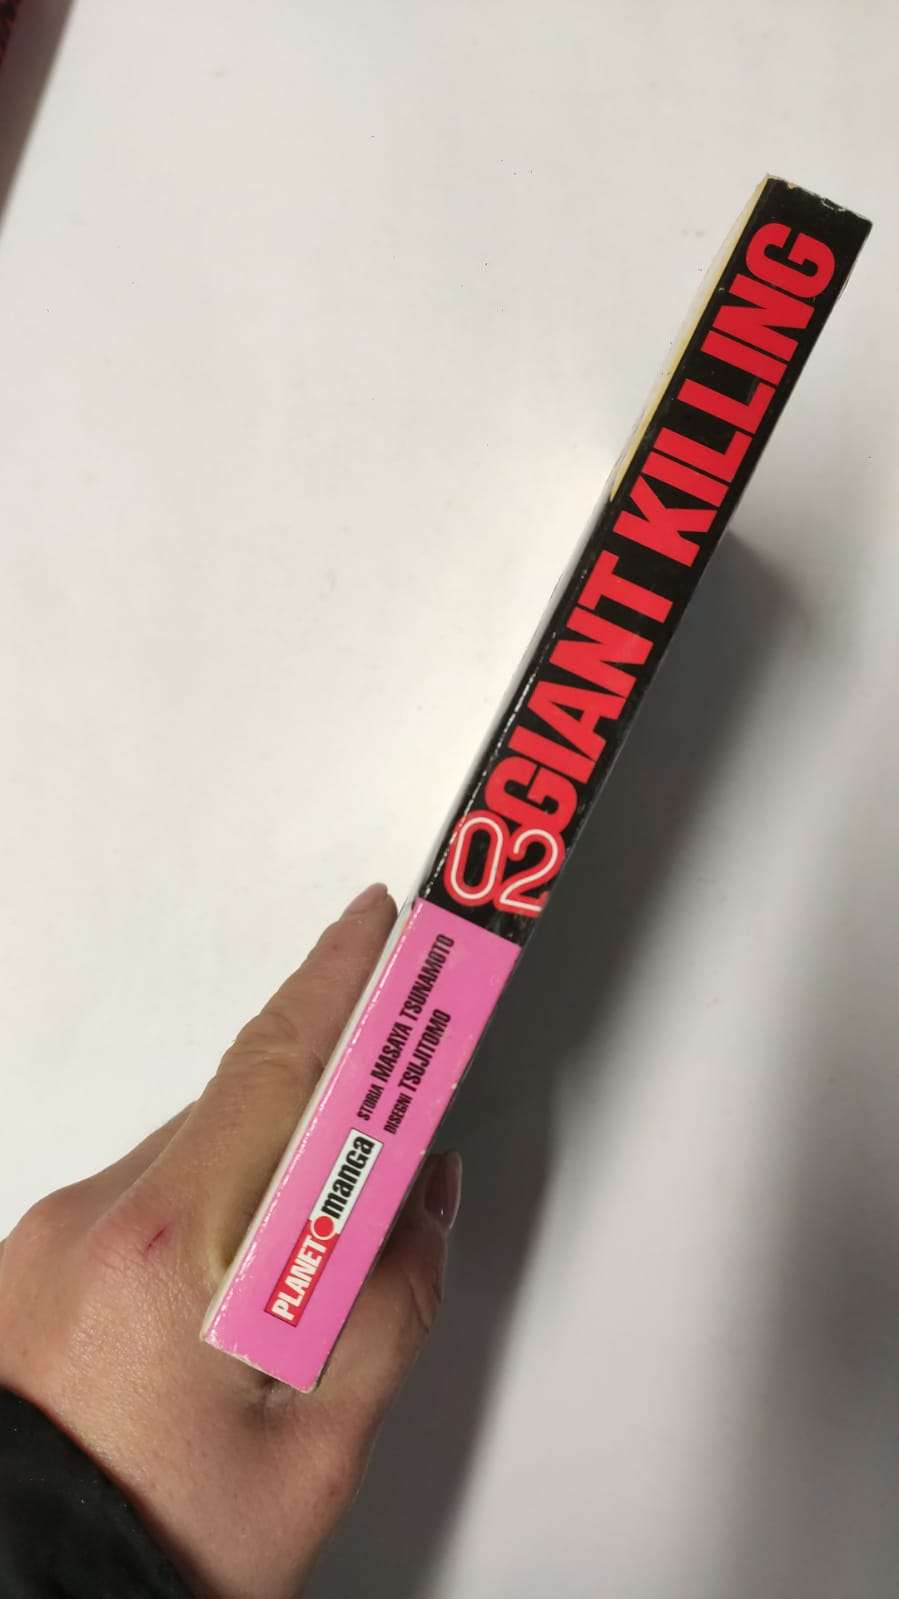 GIANT KILLING
02
STORIA MASAYA TSUNAMOTO
DISEGNI TSUJITOMO
PLANET manga